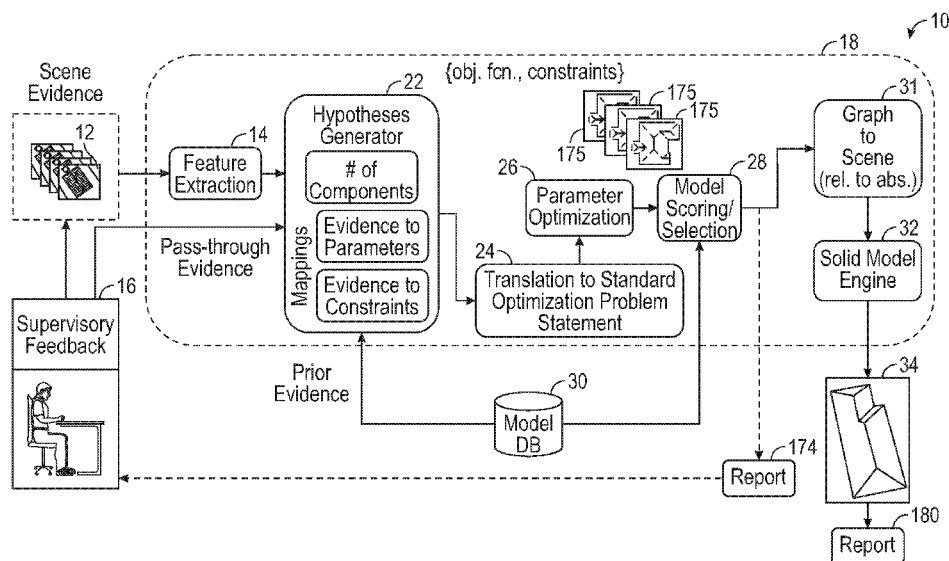 10
18
Scene
Evidence
12
14
Feature
Extraction
{obj. fcn., constraints}
22
Hypotheses
Generator
# of
Components
Mappings
Evidence to
Parameters
Evidence to
Constraints
175
175
175
26
Parameter
Optimization
28
Model
Scoring/
Selection
31
Graph
to
Scene
(rel. to abs.)
32
Solid Model
Engine
24
Translation to Standard
Optimization Problem
Statement
Pass-through
Evidence
16
Supervisory
Feedback
Prior
Evidence
30
Model
DB
34
174
Report
180
Report